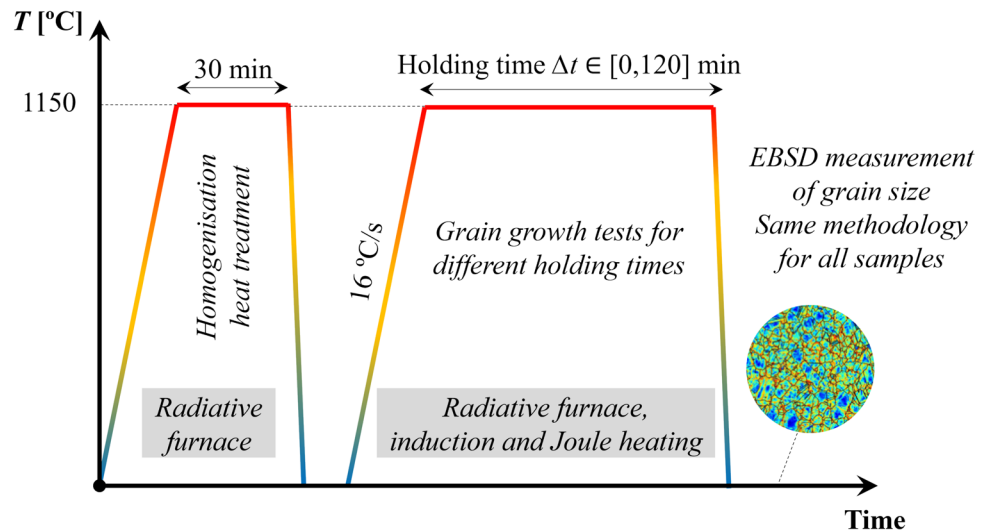 T [ºC]
30 min
Holding time Δt ∈ [0,120] min
1150
Homogenisation
heat treatment
16 ºC/s
Grain growth tests for
different holding times
EBSD measurement
of grain size
Same methodology
for all samples
Radiative
furnace
Radiative furnace,
induction and Joule heating
Time